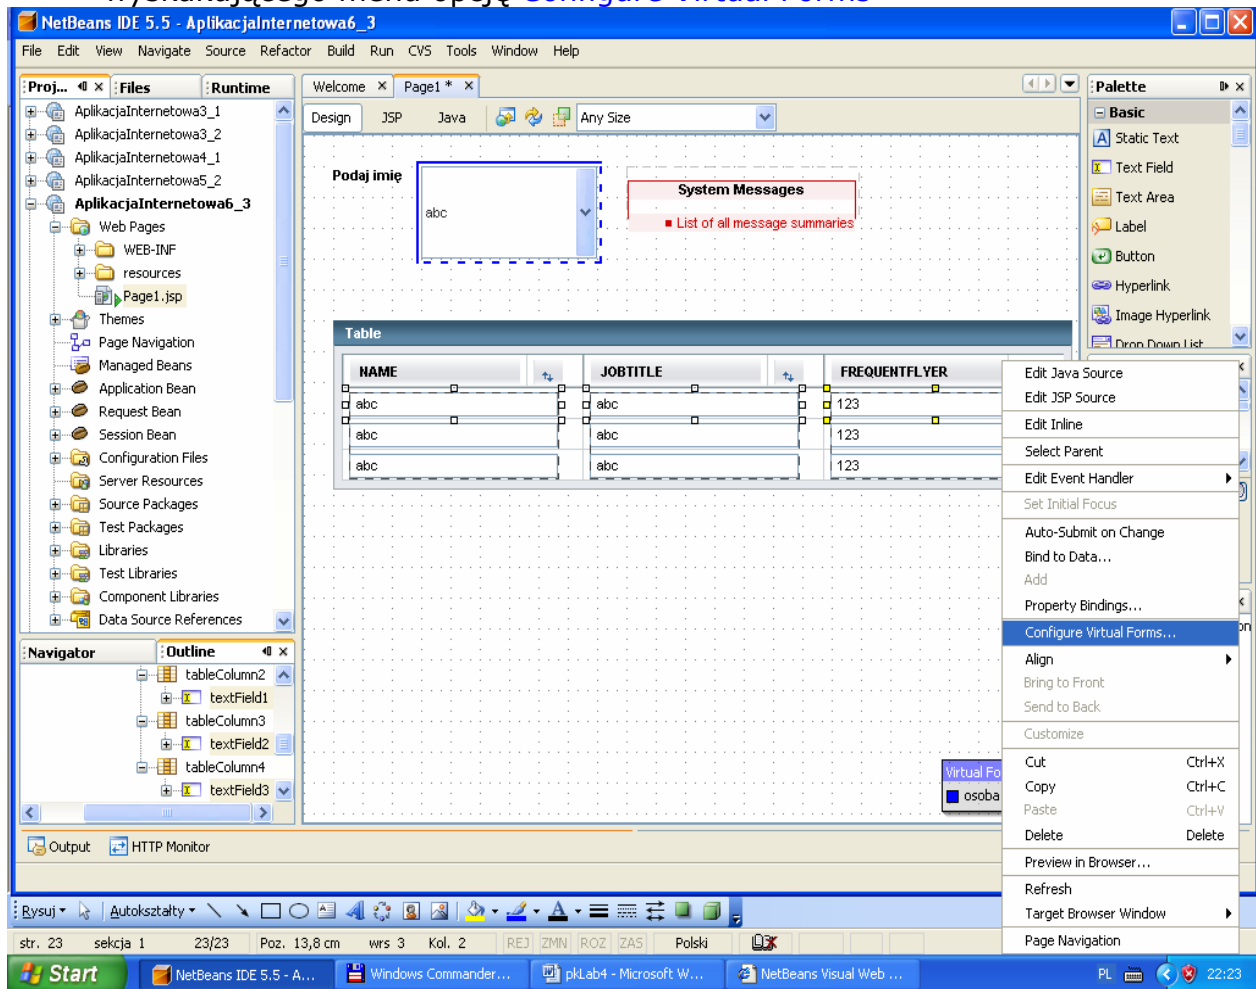 wyskakującego menu opcję Configure Virtual Forms
NetBeans IDE 5.5 - AplikacjaInternetowa6_3
File Edit View Navigate Source Refactor Build Run CVS Tools Window Help
Proj... Files Runtime
Welcome Page1 *
Palette
AplikacjaInternetowa3_1
AplikacjaInternetowa3_2
AplikacjaInternetowa4_1
AplikacjaInternetowa5_2
AplikacjaInternetowa6_3
Web Pages
WEB-INF
resources
Page1.jsp
Themes
Page Navigation
Managed Beans
Application Bean
Request Bean
Session Bean
Configuration Files
Server Resources
Source Packages
Test Packages
Libraries
Test Libraries
Component Libraries
Data Source References
Navigator Outline
tableColumn2
textField1
tableColumn3
textField2
tableColumn4
textField3
Design JSP Java Any Size
Podaj imię
abc
System Messages
List of all message summaries
Table
NAME JOBTITLE FREQUENTFLYER
abc abc 123
abc abc 123
abc abc 123
Virtual Fo
osoba
Basic
Static Text
Text Field
Text Area
Label
Button
Hyperlink
Image Hyperlink
Drop Down List
Edit Java Source
Edit JSP Source
Edit Inline
Select Parent
Edit Event Handler
Set Initial Focus
Auto-Submit on Change
Bind to Data...
Add
Property Bindings...
Configure Virtual Forms...
Align
Bring to Front
Send to Back
Customize
Cut Ctrl+X
Copy Ctrl+C
Paste Ctrl+V
Delete Delete
Preview in Browser...
Refresh
Target Browser Window
Page Navigation
on
Output HTTP Monitor
Rysuj Autokształty
str. 23 sekcja 1 23/23 Poz. 13,8 cm wrs 3 Kol. 2 REJ ZMN ROZ ZAS Polski
Start NetBeans IDE 5.5 - A... Windows Commander... pkLab4 - Microsoft W... NetBeans Visual Web ... PL 22:23